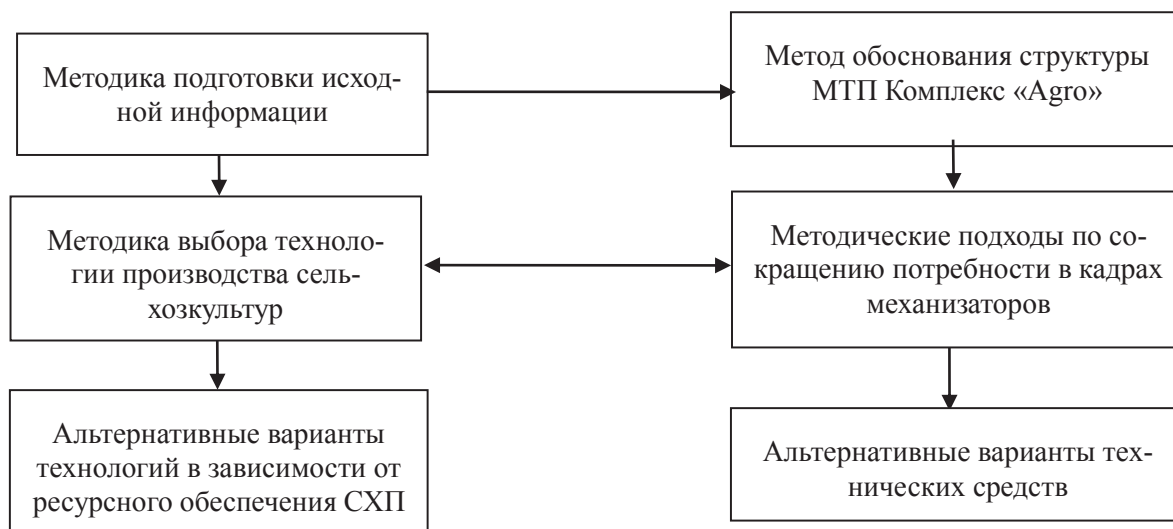 Методика подготовки исход-
ной информации
Метод обоснования структуры
МТП Комплекс «Agro»
Методика выбора техноло-
гии производства сель-
хозкультур
Методические подходы по со-
кращению потребности в кадрах
механизаторов
Альтернативные варианты
технологий в зависимости от
ресурсного обеспечения СХП
Альтернативные варианты тех-
нических средств